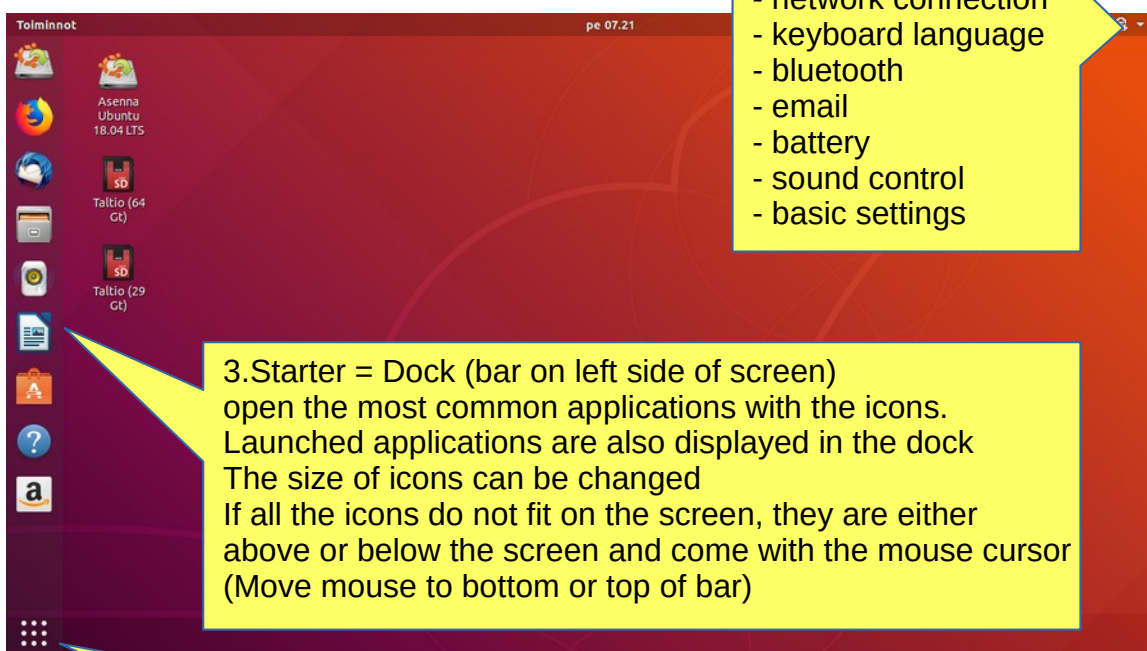 - network connection
Toiminnot
pe 07.21
- keyboard language
- bluetooth
- email
- battery
- sound control
- basic settings
Asenna
Ubuntu
18.04 LTS
SD
Taltio (64
Gt)
SD
Taltio (29
Gt)
3.Starter = Dock (bar on left side of screen)
open the most common applications with the icons.
Launched applications are also displayed in the dock
The size of icons can be changed
If all the icons do not fit on the screen, they are either
above or below the screen and come with the mouse cursor
(Move mouse to bottom or top of bar)
A
?
a